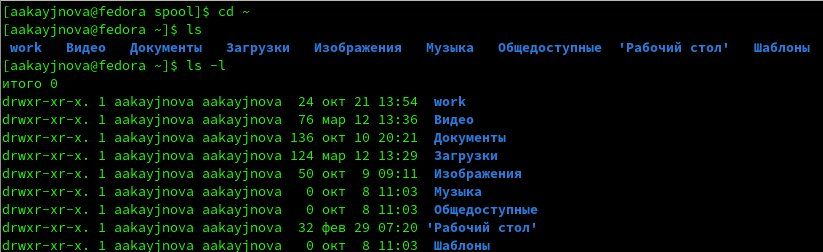 [aakayjnova@fedora spool]$ cd ~
[aakayjnova@fedora ~]$ ls
work Видео Документы Загрузки Изображения Музыка Общедоступные 'Рабочий стол' Шаблоны
[aakayjnova@fedora ~]$ ls -l
итого 0
drwxr-xr-x. 1 aakayjnova aakayjnova  24 окт 21 13:54  work
drwxr-xr-x. 1 aakayjnova aakayjnova  76 мар 12 13:36  Видео
drwxr-xr-x. 1 aakayjnova aakayjnova 136 окт 10 20:21  Документы
drwxr-xr-x. 1 aakayjnova aakayjnova 124 мар 12 13:29  Загрузки
drwxr-xr-x. 1 aakayjnova aakayjnova  50 окт  9 09:11  Изображения
drwxr-xr-x. 1 aakayjnova aakayjnova   0 окт  8 11:03  Музыка
drwxr-xr-x. 1 aakayjnova aakayjnova   0 окт  8 11:03  Общедоступные
drwxr-xr-x. 1 aakayjnova aakayjnova  32 фев 29 07:20 'Рабочий стол'
drwxr-xr-x. 1 aakayjnova aakayjnova   0 окт  8 11:03  Шаблоны